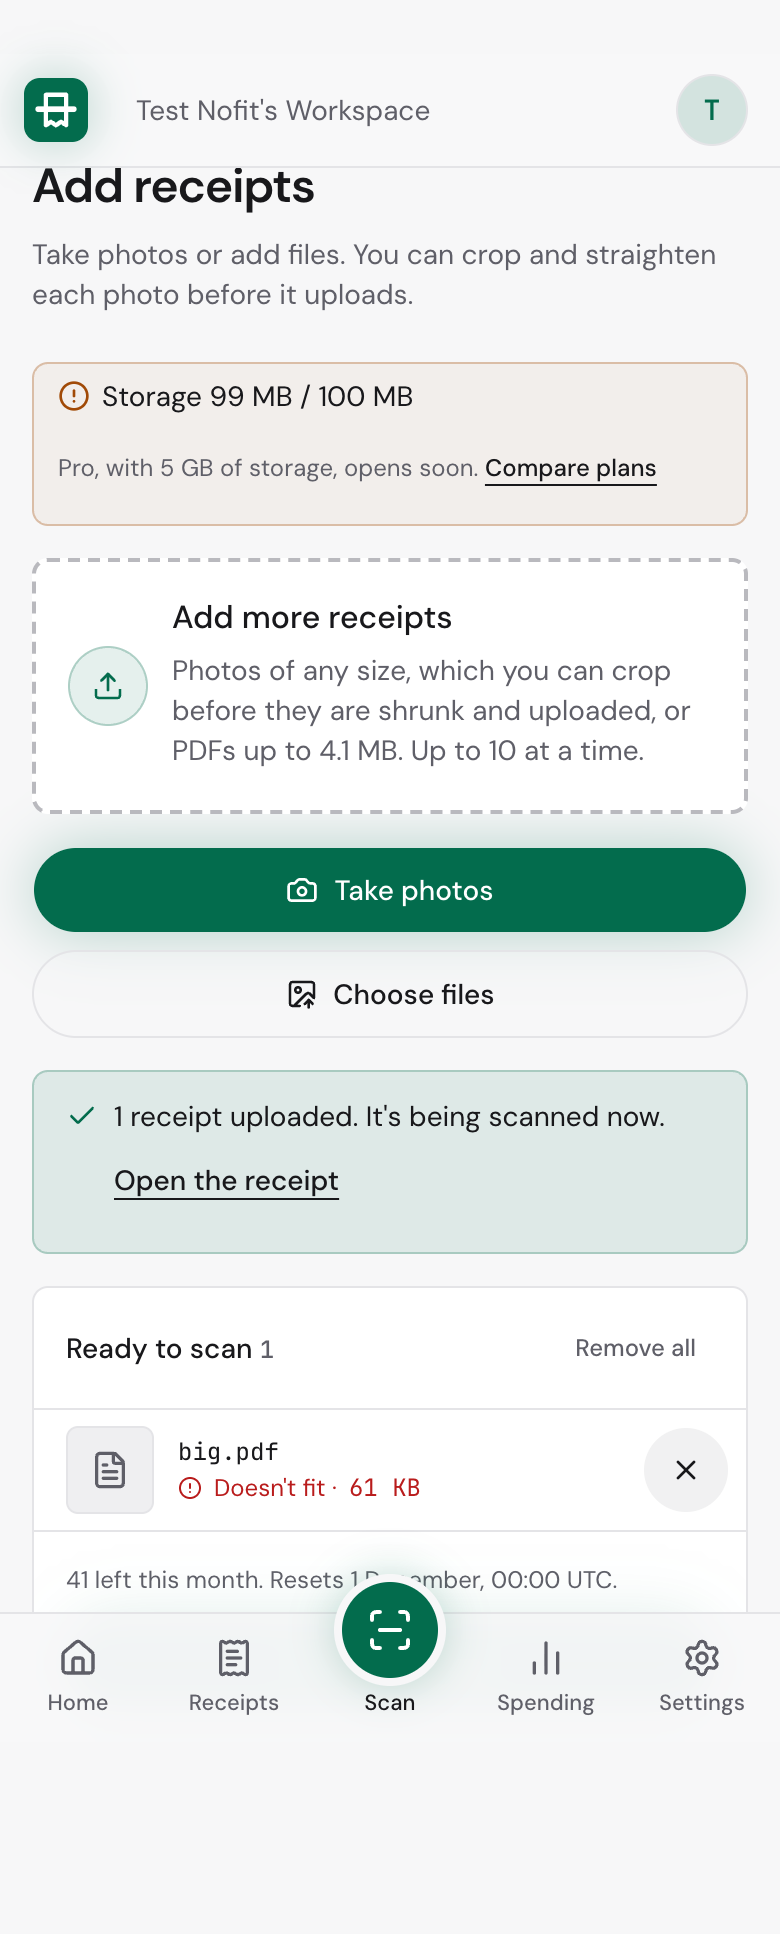 Test Nofit's Workspace
T
Add receipts
Take photos or add files. You can crop and straighten
each photo before it uploads.
Storage 99 MB / 100 MB
Pro, with 5 GB of storage, opens soon. Compare plans
Add more receipts
Photos of any size, which you can crop
before they are shrunk and uploaded, or
PDFs up to 4.1 MB. Up to 10 at a time.
Take photos
Choose files
1 receipt uploaded. It's being scanned now.
Open the receipt
Ready to scan 1
Remove all
big.pdf
Doesn't fit · 61 KB
41 left this month. Resets 1 December, 00:00 UTC.
Home
Receipts
Scan
Spending
Settings